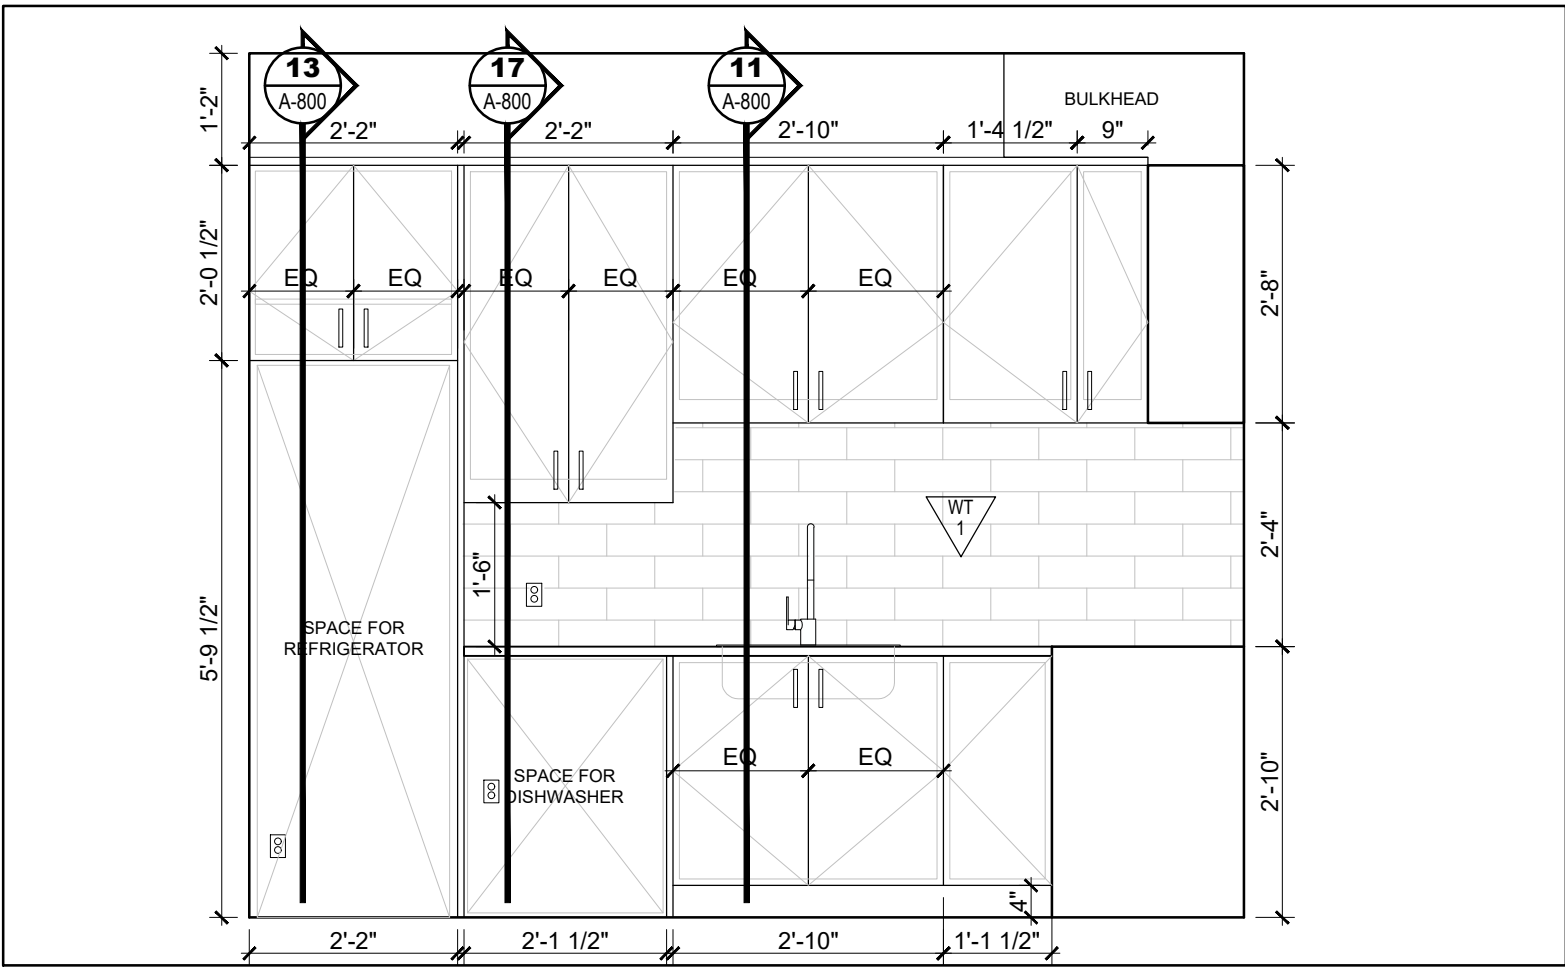 13
A-800
17
A-800
11
A-800
BULKHEAD
1'-2"
2'-2"
2'-2"
2'-10"
1'-4 1/2"
9"
2'-0 1/2"
EQ
EQ
EQ
EQ
EQ
EQ
2'-8"
WT
1
2'-4"
1'-6"
5'-9 1/2"
SPACE FOR
REFRIGERATOR
SPACE FOR
DISHWASHER
EQ
EQ
2'-10"
4"
2'-2"
2'-1 1/2"
2'-10"
1'-1 1/2"